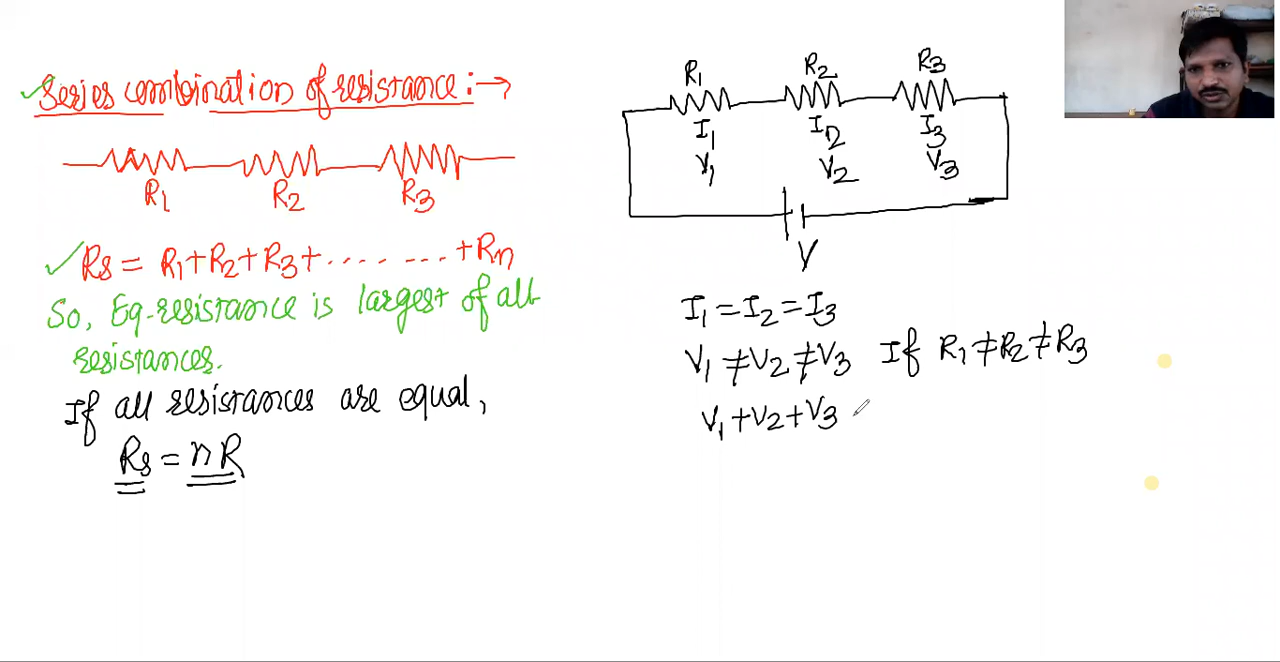 Series combination of resistance :→
R1 R2 R3
Rs = R1+R2+R3+........+Rn
So, Eq-resistance is largest of all
resistances.
If all resistances are equal,
Rs = nR
R1 R2 R3
I1 I2 I3
V1 V2 V3
V
I1 = I2 = I3
V1 ≠ V2 ≠ V3 If R1 ≠ R2 ≠ R3
V1 + V2 + V3